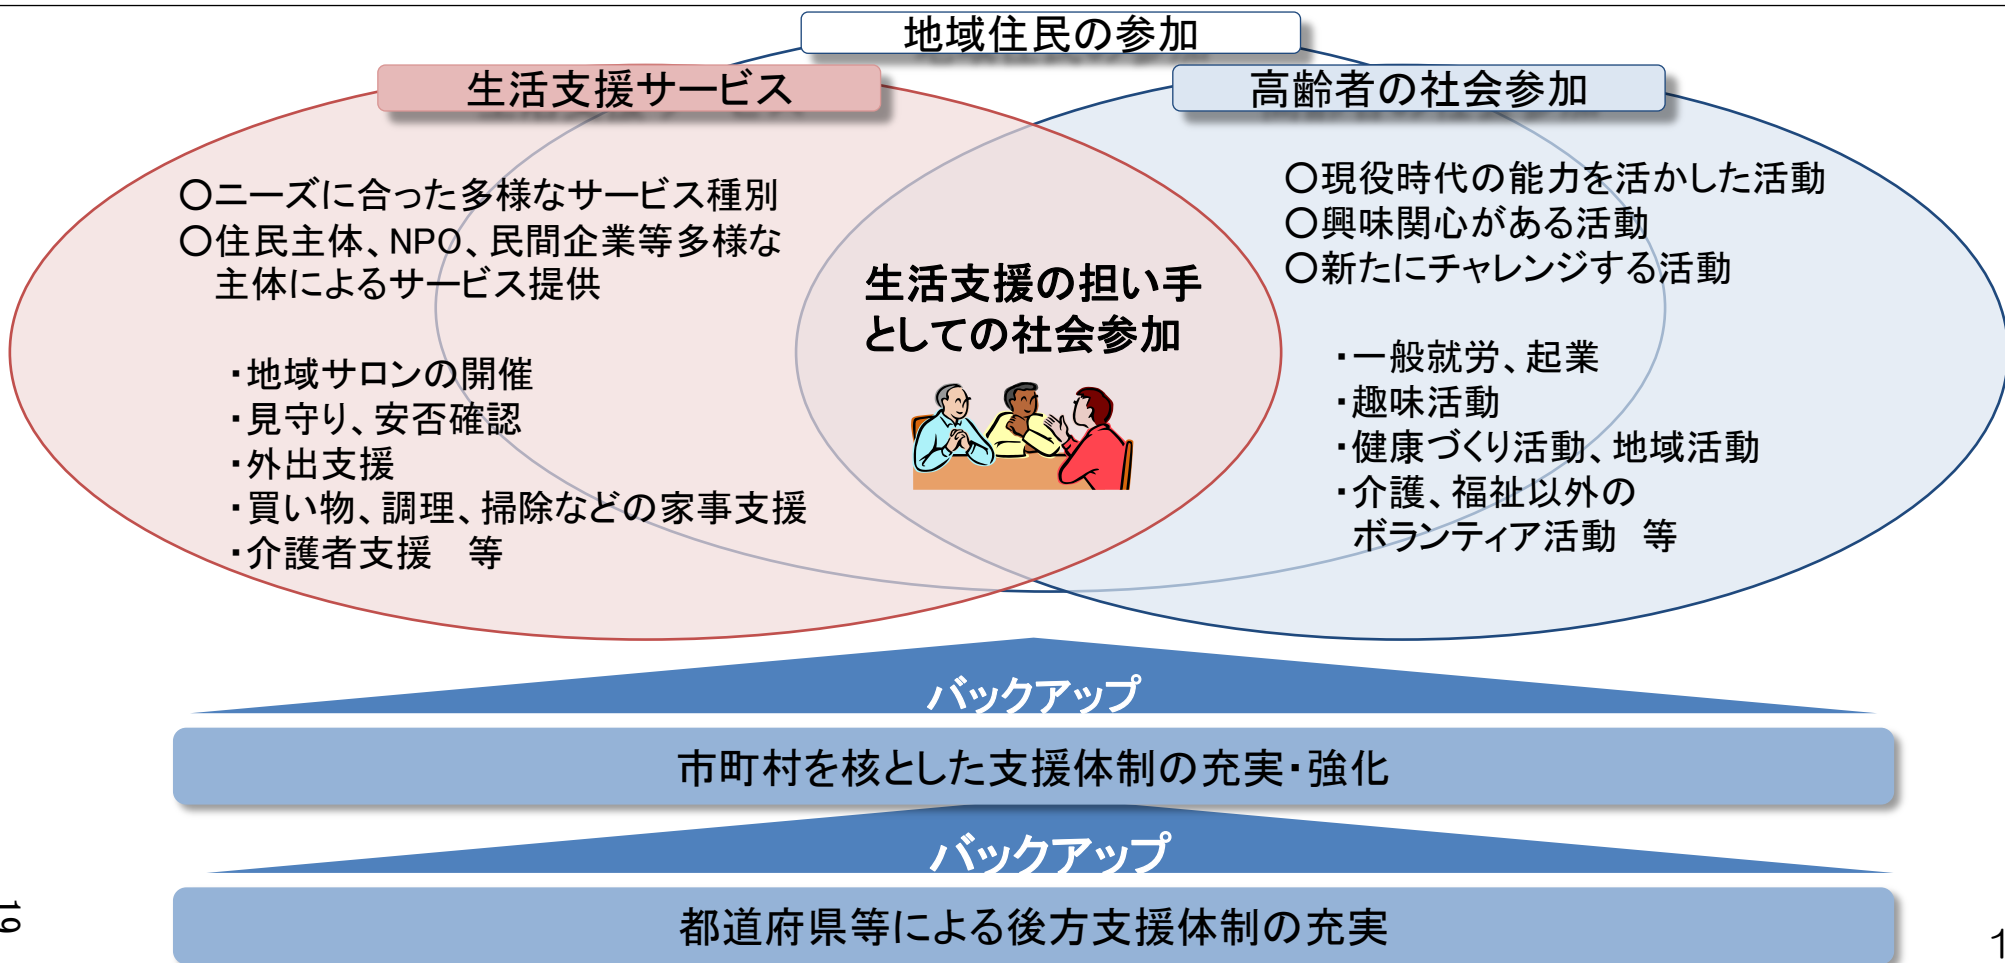 地域住民の参加
生活支援サービス
高齢者の社会参加
○ニーズに合った多様なサービス種別
○住民主体、NPO、民間企業等多様な
主体によるサービス提供
・地域サロンの開催
・見守り、安否確認
・外出支援
・買い物、調理、掃除などの家事支援
・介護者支援　等
生活支援の担い手
としての社会参加
○現役時代の能力を活かした活動
○興味関心がある活動
○新たにチャレンジする活動
・一般就労、起業
・趣味活動
・健康づくり活動、地域活動
・介護、福祉以外の
ボランティア活動　等
バックアップ
市町村を核とした支援体制の充実・強化
バックアップ
都道府県等による後方支援体制の充実
19
1